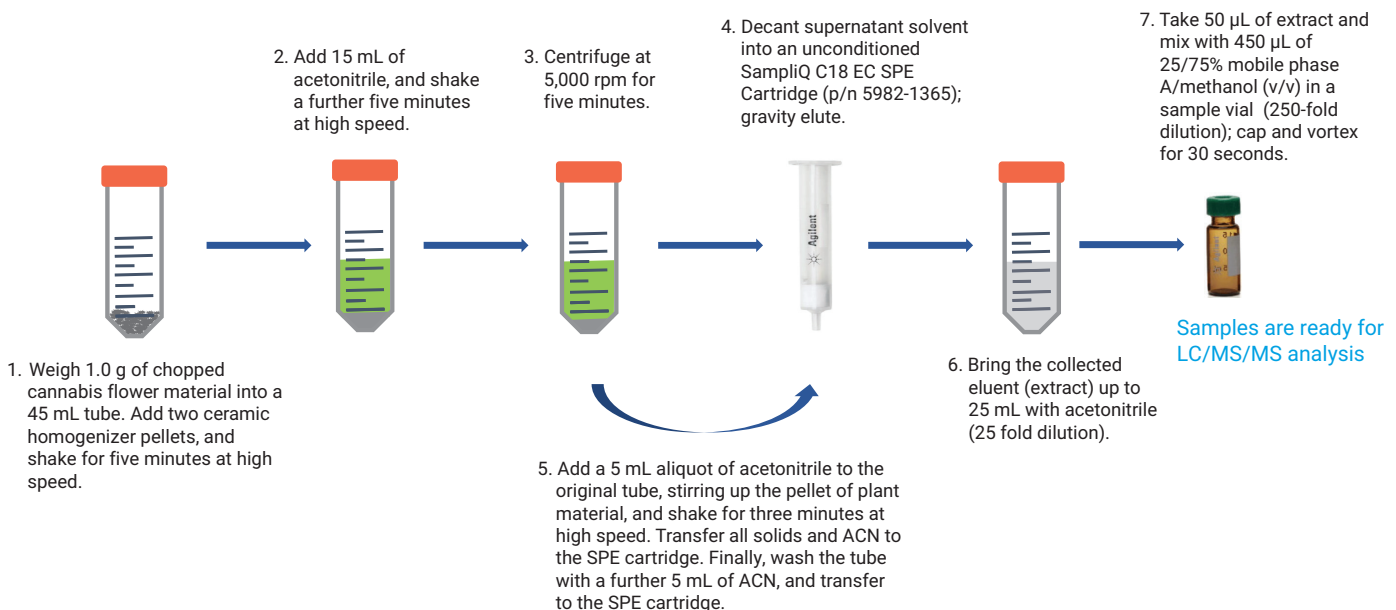 1. Weigh 1.0 g of chopped
cannabis flower material into a
45 mL tube. Add two ceramic
homogenizer pellets, and
shake for five minutes at high
speed.
2. Add 15 mL of
acetonitrile, and shake
a further five minutes
at high speed.
3. Centrifuge at
5,000 rpm for
five minutes.
4. Decant supernatant solvent
into an unconditioned
SampliQ C18 EC SPE
Cartridge (p/n 5982-1365);
gravity elute.
Agilent
5. Add a 5 mL aliquot of acetonitrile to the
original tube, stirring up the pellet of plant
material, and shake for three minutes at
high speed. Transfer all solids and ACN to
the SPE cartridge. Finally, wash the tube
with a further 5 mL of ACN, and transfer
to the SPE cartridge.
6. Bring the collected
eluent (extract) up to
25 mL with acetonitrile
(25 fold dilution).
7. Take 50 µL of extract and
mix with 450 µL of
25/75% mobile phase
A/methanol (v/v) in a
sample vial (250-fold
dilution); cap and vortex
for 30 seconds.
Samples are ready for
LC/MS/MS analysis